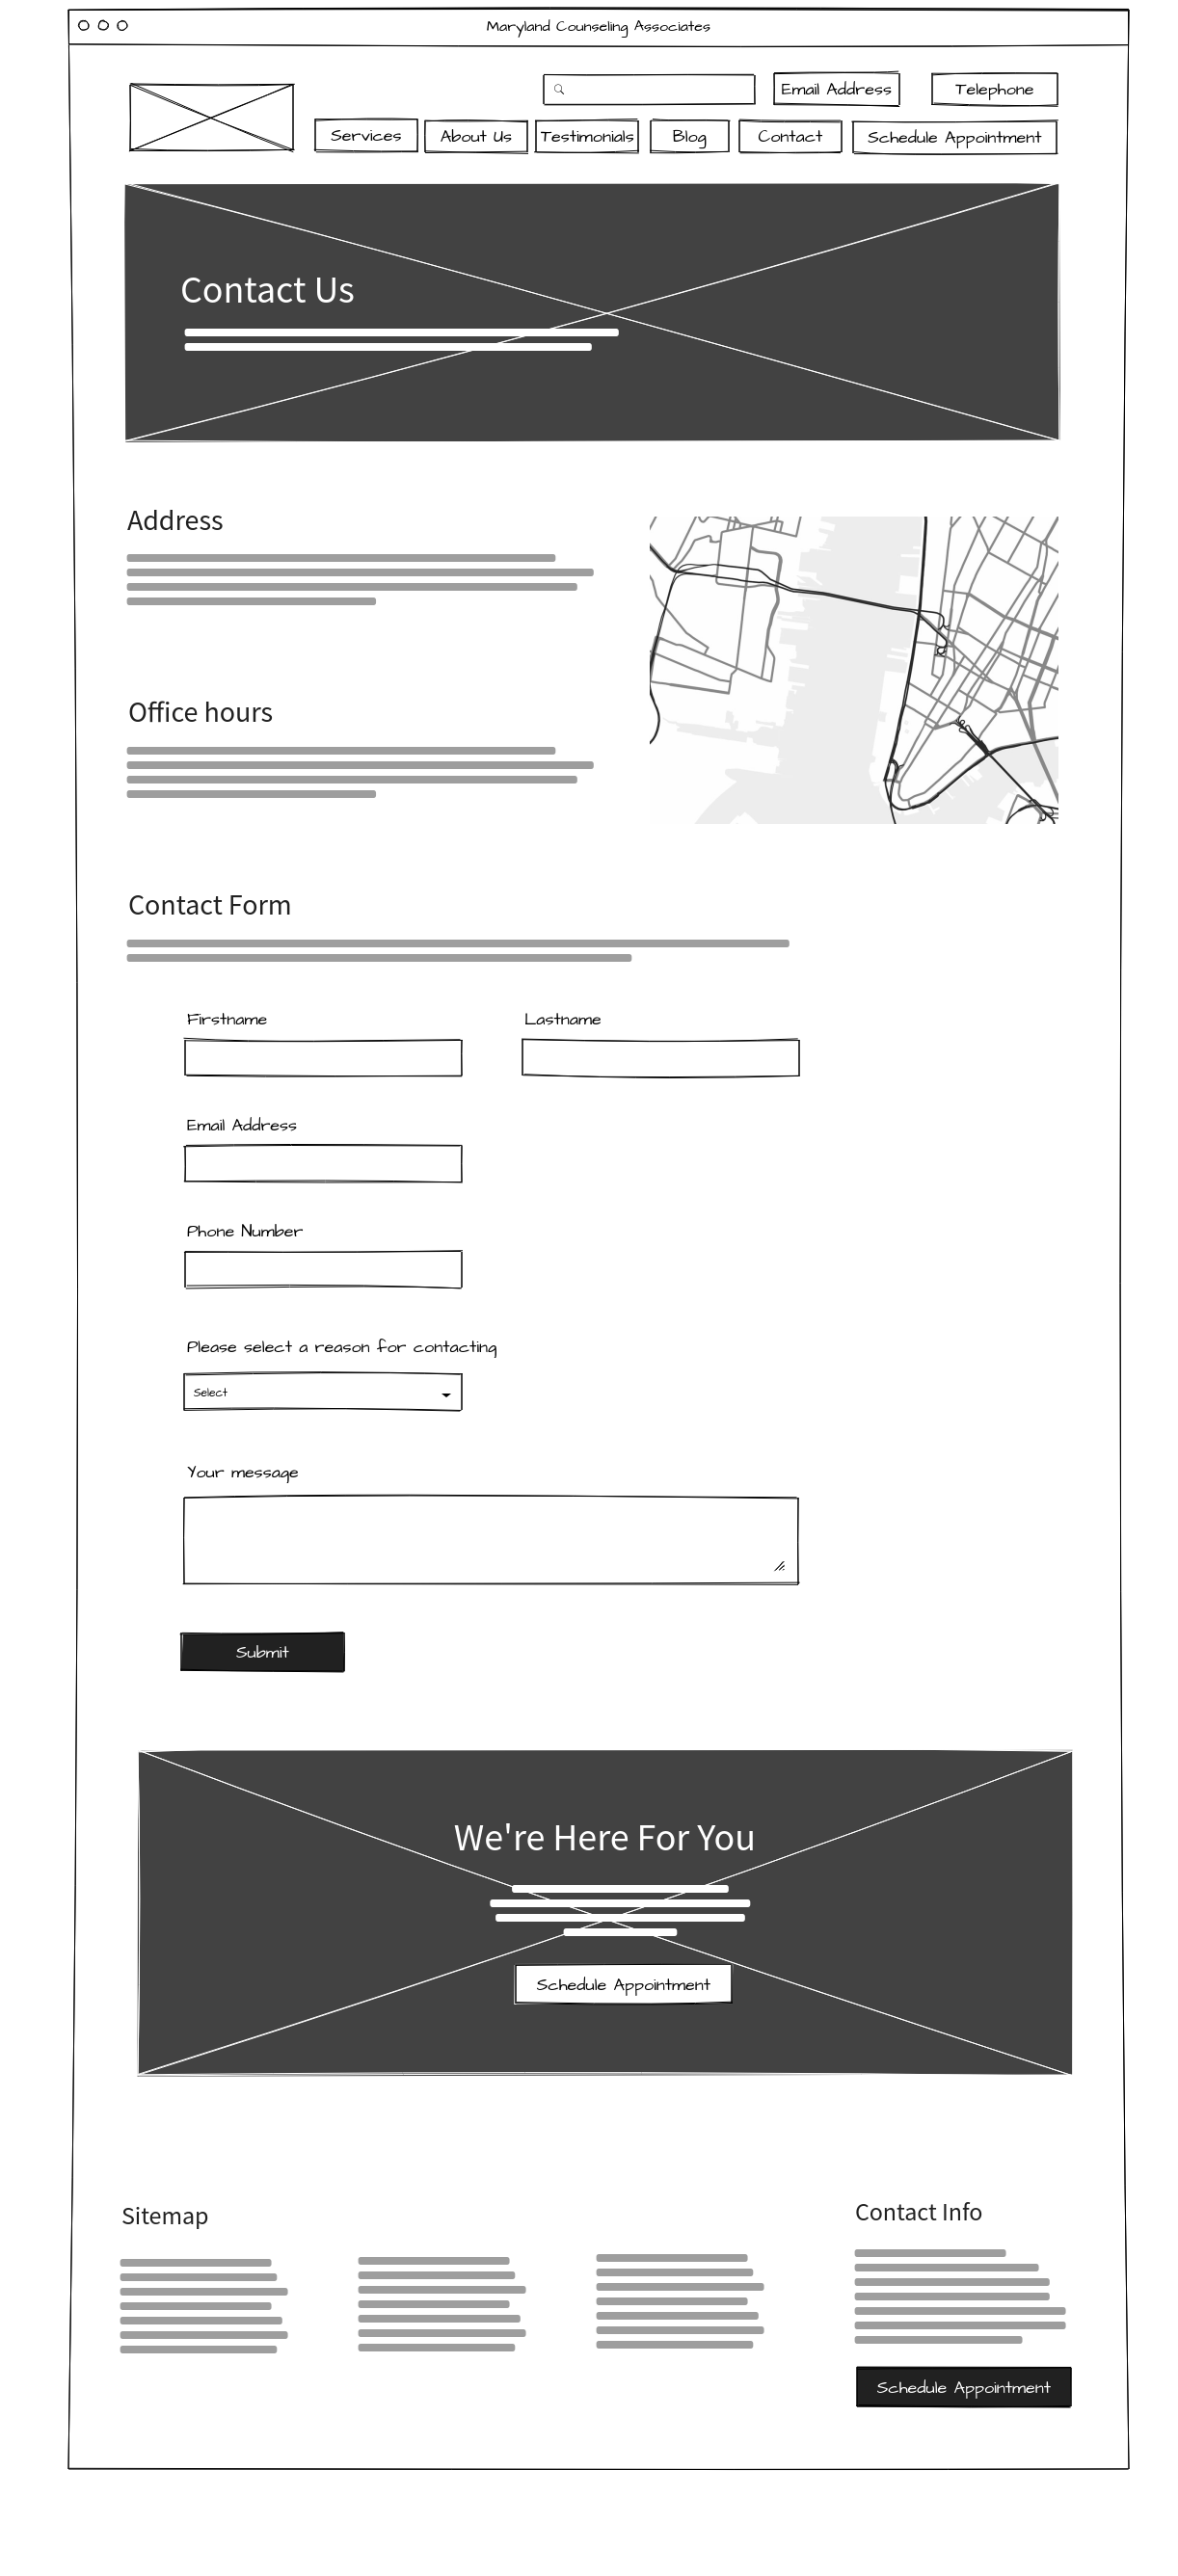 Maryland Counseling Associates
Email Address
Telephone
Services
About Us
Testimonials
Blog
Contact
Schedule Appointment
Contact Us
Address
Office hours
Contact Form
Firstname
Lastname
Email Address
Phone Number
Please select a reason for contacting
Select
Your message
Submit
We're Here For You
Schedule Appointment
Sitemap
Contact Info
Schedule Appointment